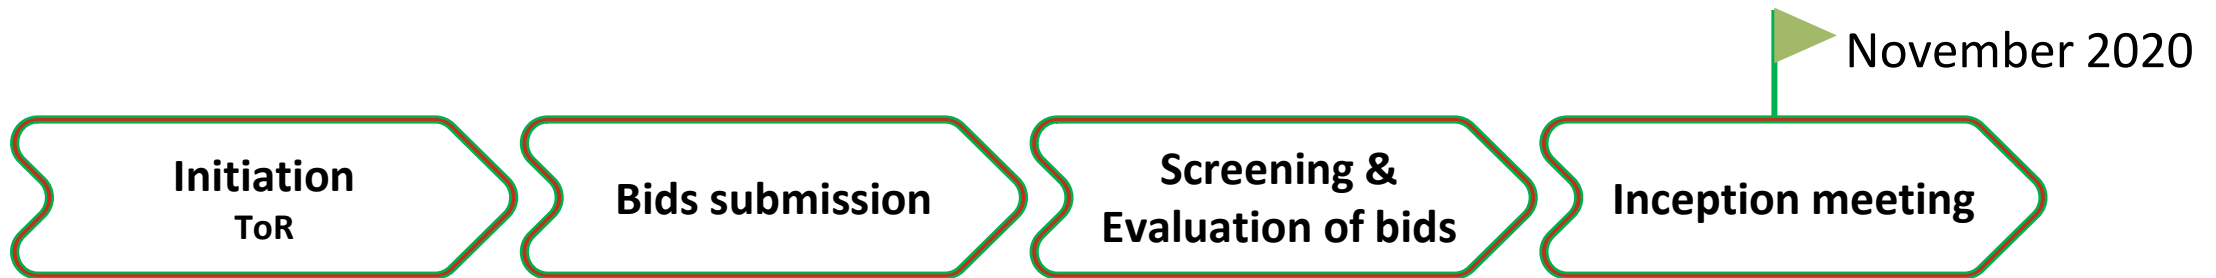 November 2020
Initiation
ToR
Bids submission
Screening &
Evaluation of bids
Inception meeting